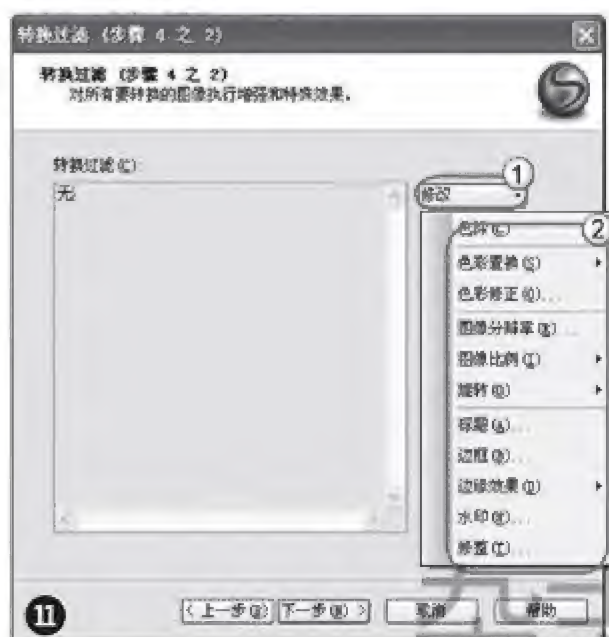 转换过滤 (步骤 4 之 2)
转换过滤 (步骤 4 之 2)
对所有要转换的图像执行增强和特殊效果。
转换过滤(C)
无
修改
1
2
色彩置换(S)
色彩修正(O)...
图像分辨率(R)...
图像比例(I)
旋转(O)
标题(A)...
边框(B)...
边缘效果(D)
水印(W)...
修整(T)...
11
< 上一步(B) 下一步(N) > 取消 帮助